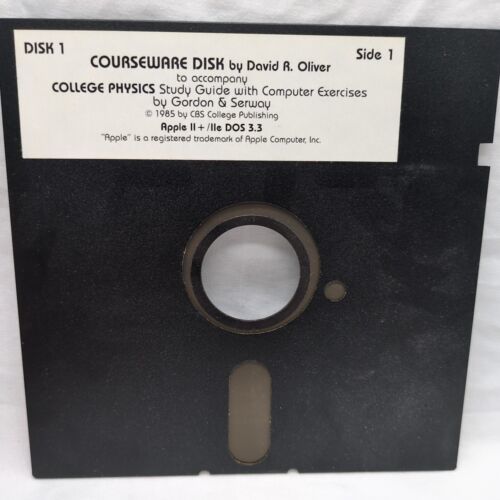 DISK 1
Side 1
COURSEWARE DISK by David R. Oliver
to accompany
COLLEGE PHYSICS Study Guide with Computer Exercises
by Gordon & Serway
© 1985 by CBS College Publishing
Apple II+/IIe DOS 3.3
"Apple" is a registered trademark of Apple Computer, Inc.